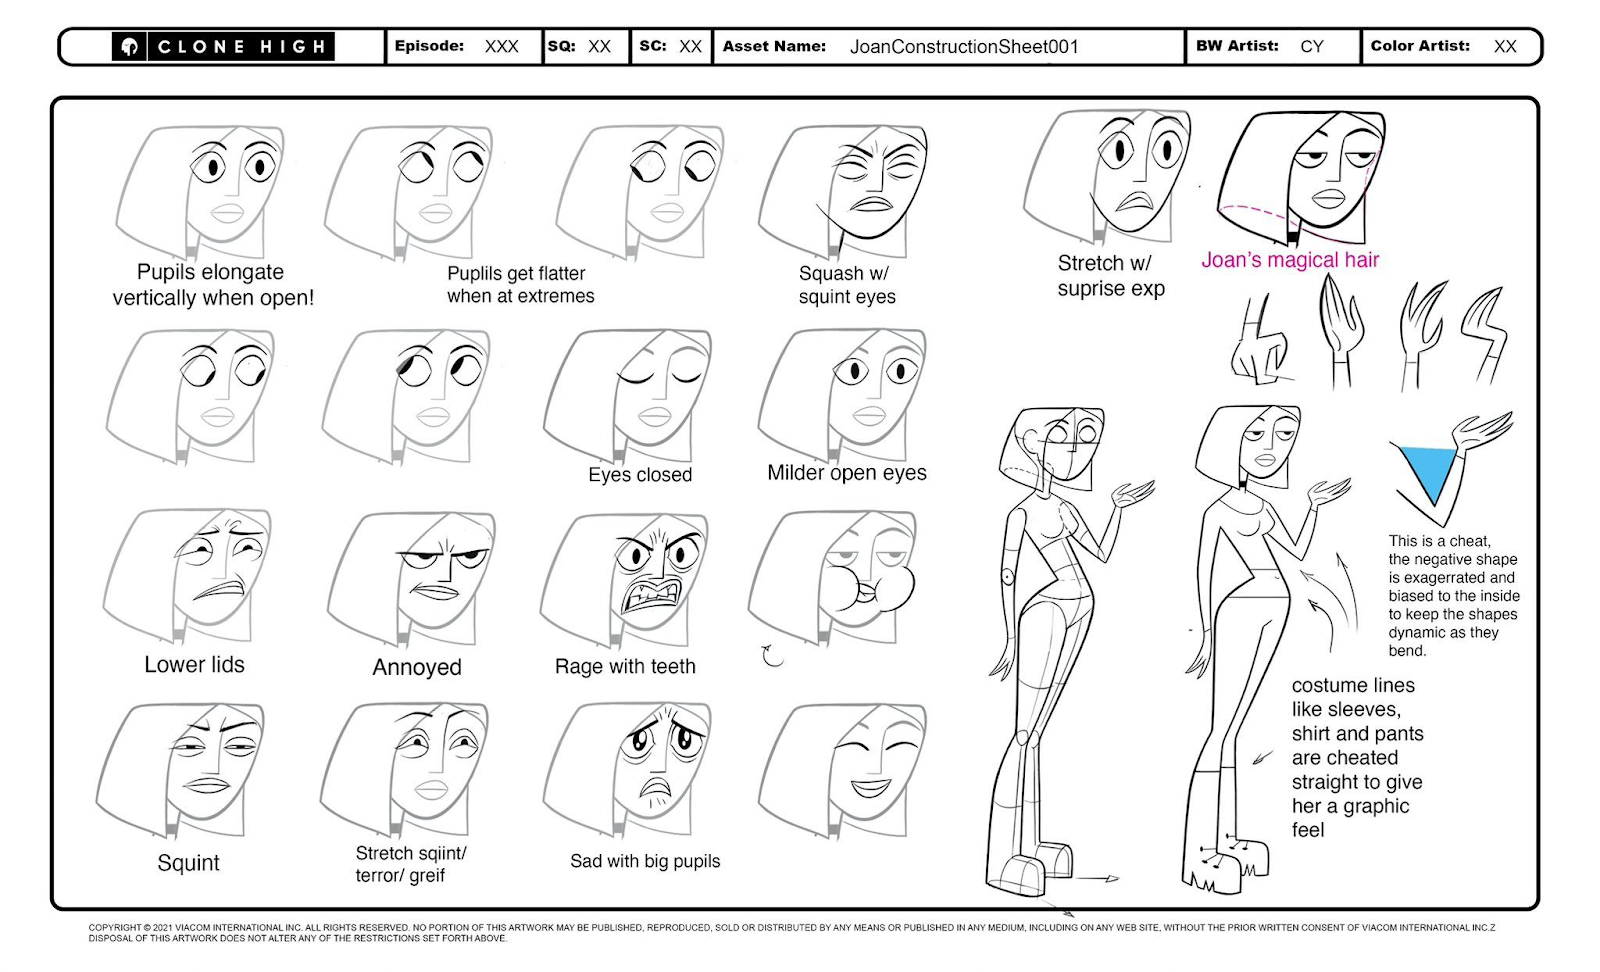 CLONE HIGH
Episode: XXX
SQ: XX
SC: XX
Asset Name: JoanConstructionSheet001
BW Artist: CY
Color Artist: XX
Pupils elongate
vertically when open!
Puplils get flatter
when at extremes
Squash w/
squint eyes
Stretch w/
suprise exp
Joan's magical hair
Eyes closed
Milder open eyes
Lower lids
Annoyed
Rage with teeth
This is a cheat,
the negative shape
is exagerrated and
biased to the inside
to keep the shapes
dynamic as they
bend.
costume lines
like sleeves,
shirt and pants
are cheated
straight to give
her a graphic
feel
Squint
Stretch sqiint/
terror/ greif
Sad with big pupils
COPYRIGHT © 2021 VIACOM INTERNATIONAL INC. ALL RIGHTS RESERVED. NO PORTION OF THIS ARTWORK MAY BE PUBLISHED, REPRODUCED, SOLD OR DISTRIBUTED BY ANY MEANS OR PUBLISHED IN ANY MEDIUM, INCLUDING ON ANY WEB SITE, WITHOUT THE PRIOR WRITTEN CONSENT OF VIACOM INTERNATIONAL INC.Z
DISPOSAL OF THIS ARTWORK DOES NOT ALTER ANY OF THE RESTRICTIONS SET FORTH ABOVE.